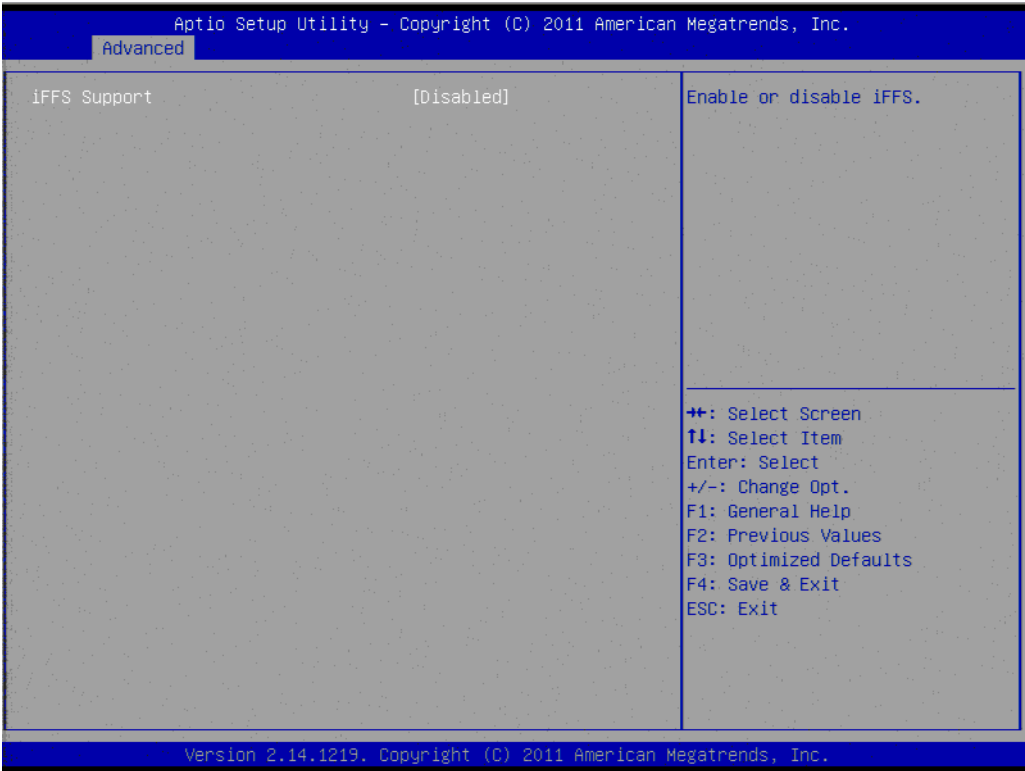 Aptio Setup Utility – Copyright (C) 2011 American Megatrends, Inc.
Advanced
iFFS Support [Disabled]
Enable or disable iFFS.
→←: Select Screen
↑↓: Select Item
Enter: Select
+/-: Change Opt.
F1: General Help
F2: Previous Values
F3: Optimized Defaults
F4: Save & Exit
ESC: Exit
Version 2.14.1219. Copyright (C) 2011 American Megatrends, Inc.